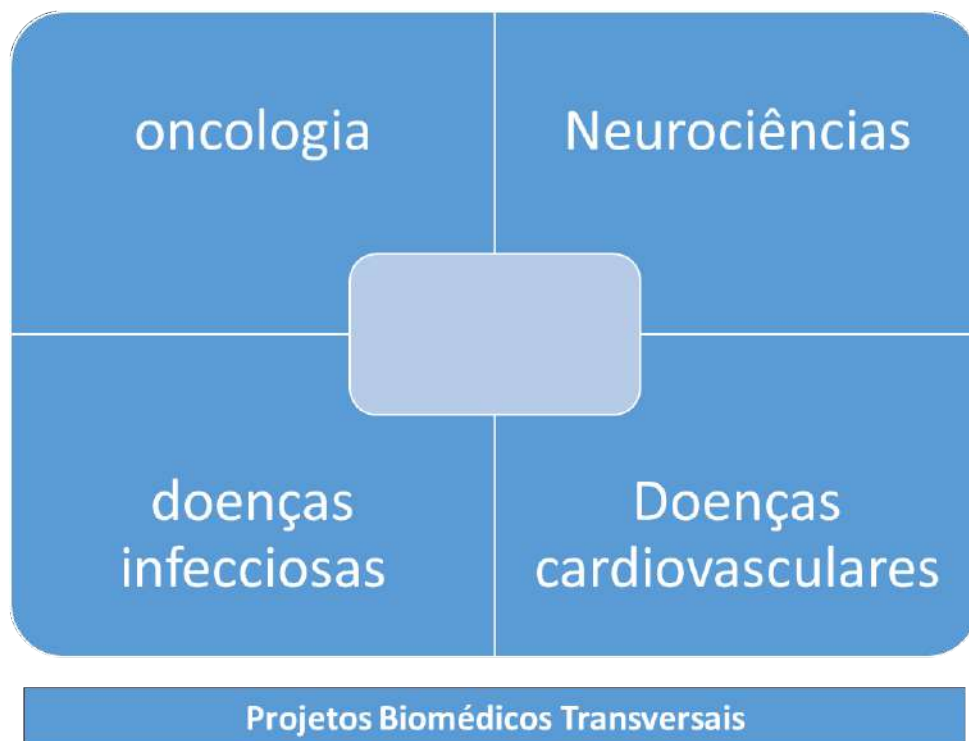 oncologia
Neurociências
doenças
infecciosas
Doenças
cardiovasculares
Projetos Biomédicos Transversais